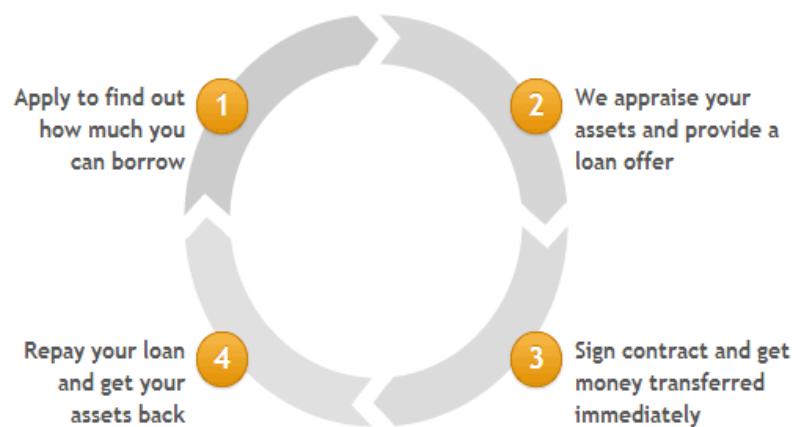 1
Apply to find out
how much you
can borrow
2
We appraise your
assets and provide a
loan offer
3
Sign contract and get
money transferred
immediately
4
Repay your loan
and get your
assets back